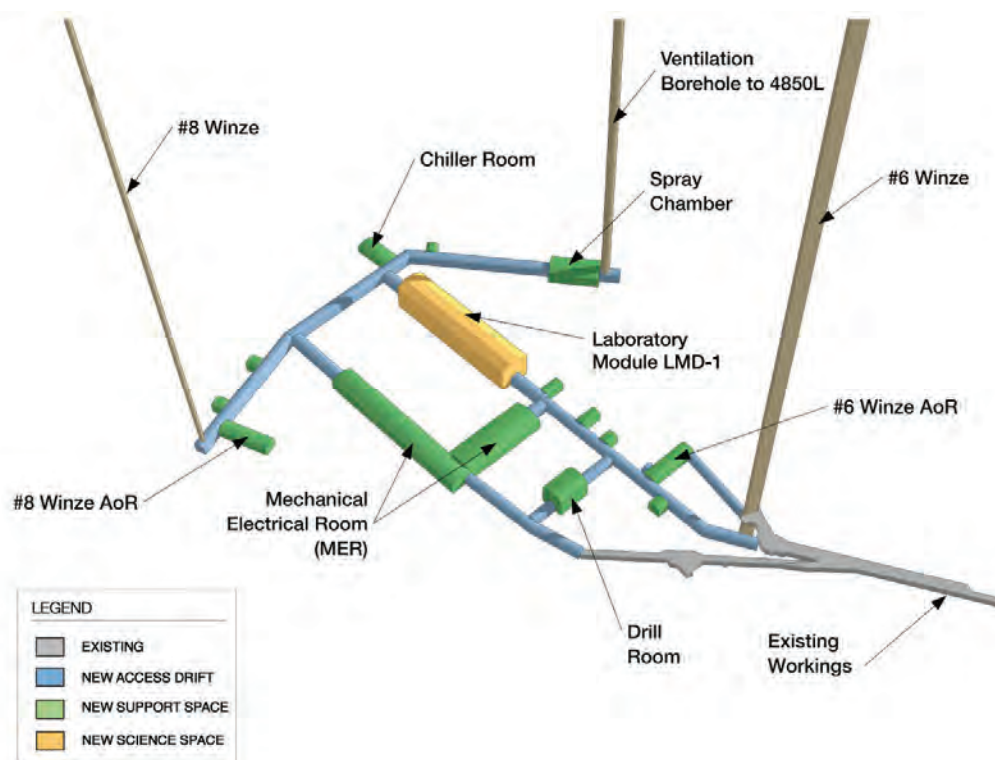 Ventilation
Borehole to 4850L
#8 Winze
Chiller Room
#6 Winze
Spray
Chamber
Laboratory
Module LMD-1
#6 Winze AoR
#8 Winze AoR
Mechanical
Electrical Room
(MER)
Drill
Room
Existing
Workings
LEGEND
EXISTING
NEW ACCESS DRIFT
NEW SUPPORT SPACE
NEW SCIENCE SPACE